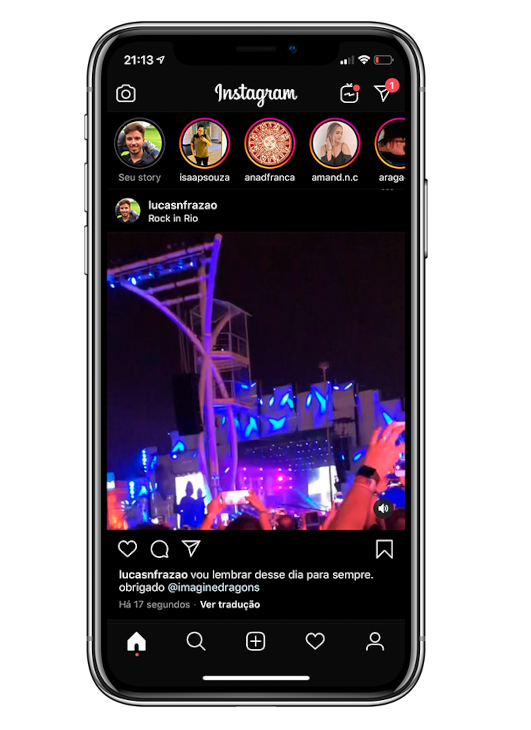 21:13
Instagram
1
Seu story
isaapsouza
anadfranca
amand.n.c
araga
lucasnfrazao
Rock in Rio
lucasnfrazao vou lembrar desse dia para sempre.
obrigado @imaginedragons
Há 17 segundos · Ver tradução